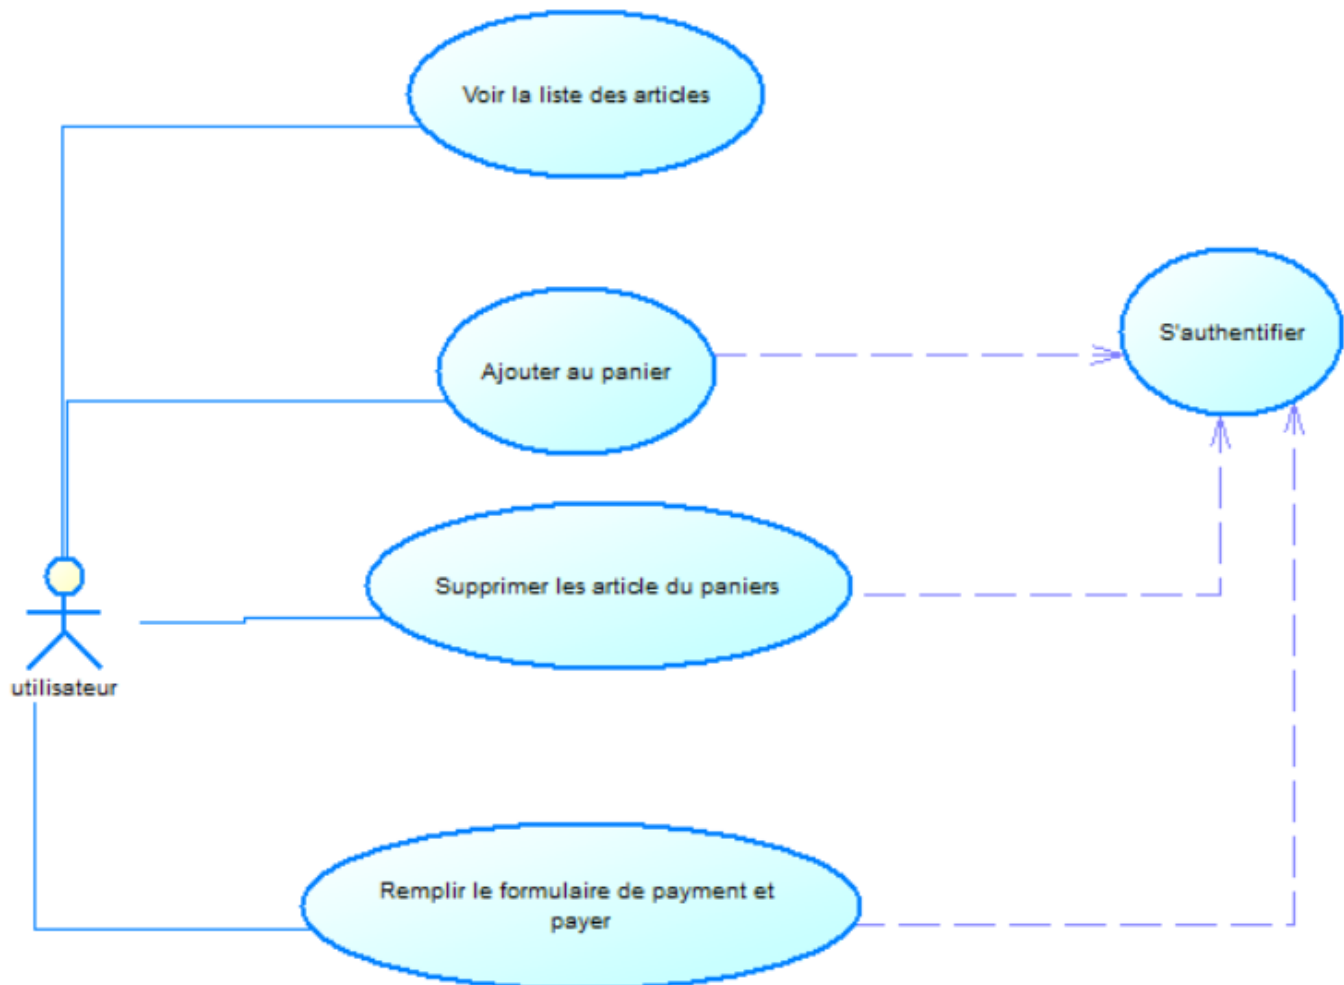 Voir la liste des articles
S'authentifier
Ajouter au panier
Supprimer les article du paniers
utilisateur
Remplir le formulaire de payment et
payer